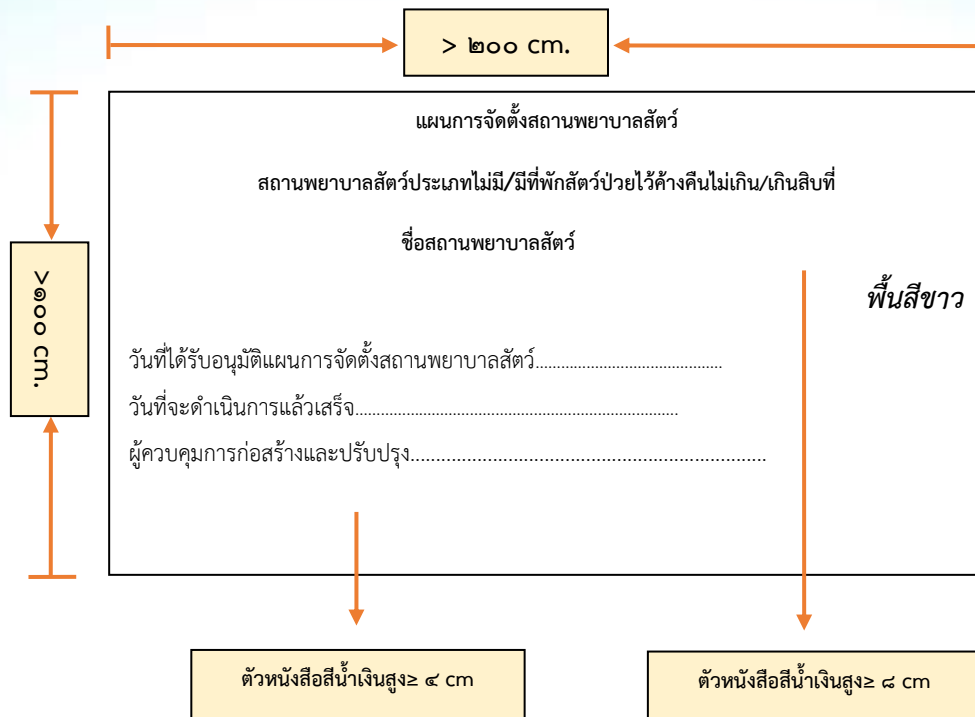 > ๒๐๐ cm.
แผนการจัดตั้งสถานพยาบาลสัตว์
สถานพยาบาลสัตว์ประเภทไม่มี/มีที่พักสัตว์ป่วยไว้ค้างคืนไม่เกิน/เกินสิบที่
ชื่อสถานพยาบาลสัตว์
>๑๐๐ cm.
พื้นสีขาว
วันที่ได้รับอนุมัติแผนการจัดตั้งสถานพยาบาลสัตว์............................................
วันที่จะดำเนินการแล้วเสร็จ............................................................................
ผู้ควบคุมการก่อสร้างและปรับปรุง.....................................................................
ตัวหนังสือสีน้ำเงินสูง≥ ๔ cm
ตัวหนังสือสีน้ำเงินสูง≥ ๘ cm